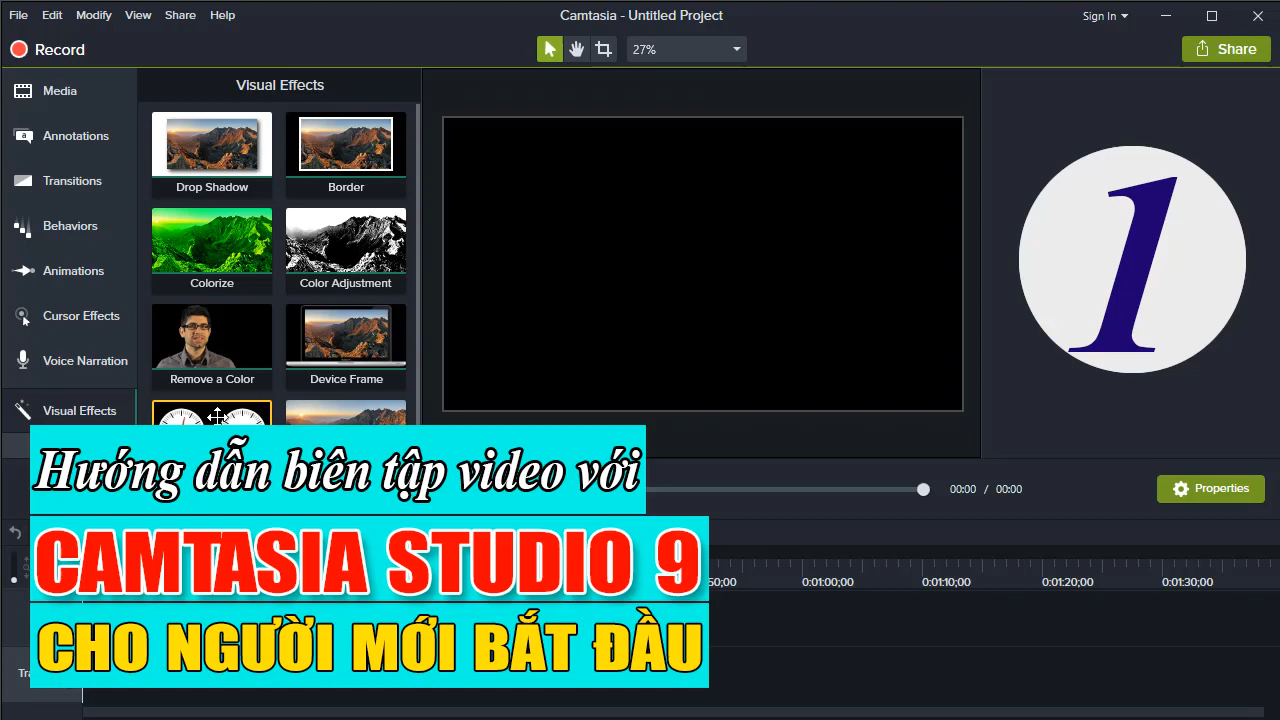 File Edit Modify View Share Help
Camtasia - Untitled Project
Sign In
Record
27%
Share
Media
Annotations
Transitions
Behaviors
Animations
Cursor Effects
Voice Narration
Visual Effects
Visual Effects
Drop Shadow
Border
Colorize
Color Adjustment
Remove a Color
Device Frame
1
Hướng dẫn biên tập video với
CAMTASIA STUDIO 9
CHO NGƯỜI MỚI BẮT ĐẦU
00:00 / 00:00
Properties
0:01:00;00 0:01:10;00 0:01:20;00 0:01:30;00